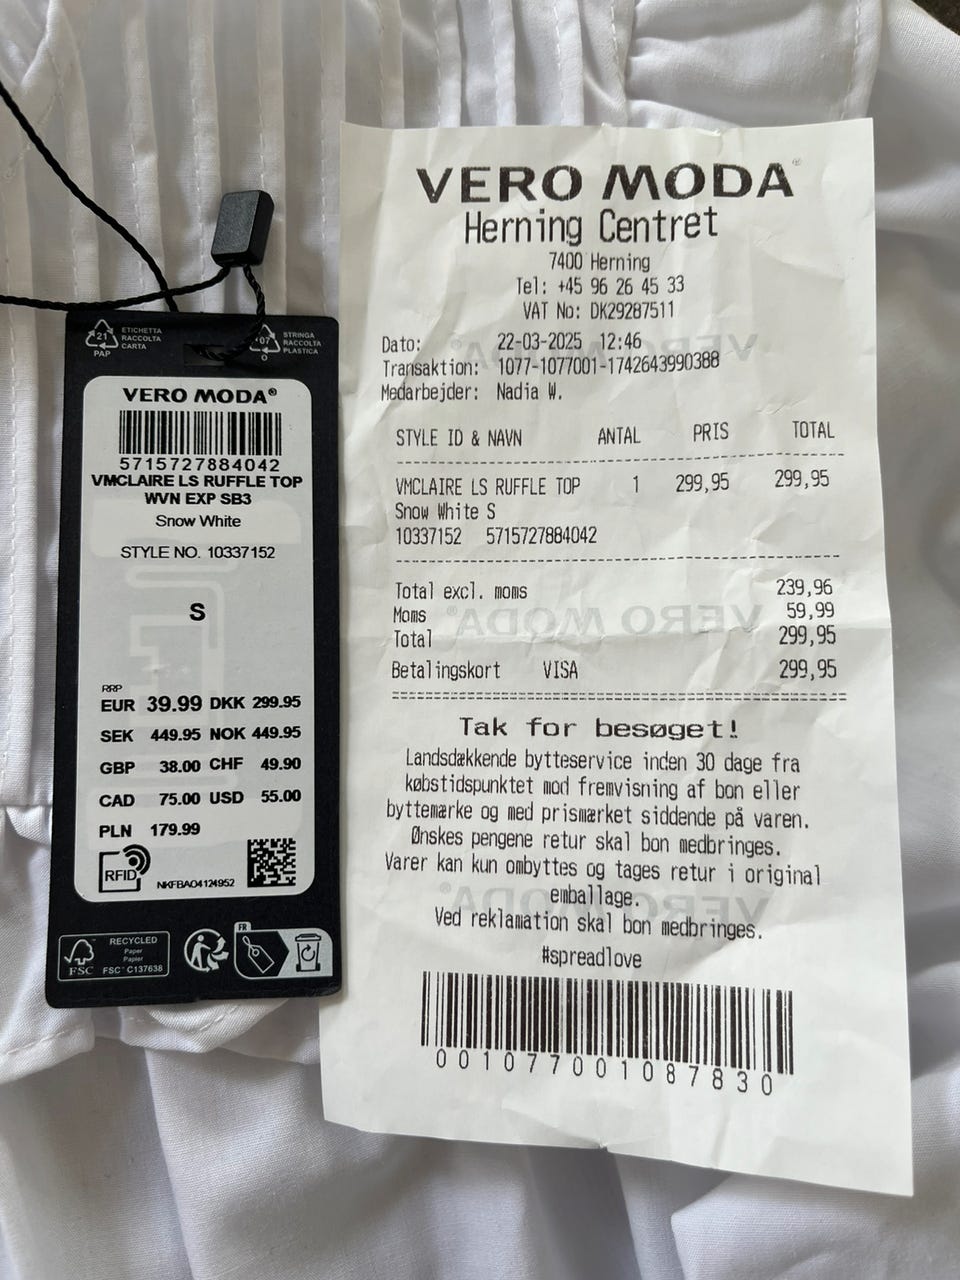 21
PAP
ETICHETTA
RACCOLTA
CARTA
07
O
STRINGA
RACCOLTA
PLASTICA
VERO MODA®
5715727884042
VMCLAIRE LS RUFFLE TOP
WVN EXP SB3
Snow White
STYLE NO. 10337152
S
RRP
EUR 39.99 DKK 299.95
SEK 449.95 NOK 449.95
GBP 38.00 CHF 49.90
CAD 75.00 USD 55.00
PLN 179.99
RFID
NKFBAO4124952
FSC
RECYCLED
Paper
Papier
FSC® C137638
FR
VERO MODA®
Herning Centret
7400 Herning
Tel: +45 96 26 45 33
VAT No: DK29287511
Dato: 22-03-2025 12:46
Transaktion: 1077-1077001-1742643990388
Medarbejder: Nadia W.
STYLE ID & NAVN ANTAL PRIS TOTAL
VMCLAIRE LS RUFFLE TOP 1 299,95 299,95
Snow White S
10337152 5715727884042
Total excl. moms 239,96
Moms 59,99
Total 299,95
Betalingskort VISA 299,95
Tak for besøget!
Landsdækkende bytteservice inden 30 dage fra
købstidspunktet mod fremvisning af bon eller
byttemærke og med prismærket siddende på varen.
Ønskes pengene retur skal bon medbringes.
Varer kan kun ombyttes og tages retur i original
emballage.
Ved reklamation skal bon medbringes.
#spreadlove
001077001087830